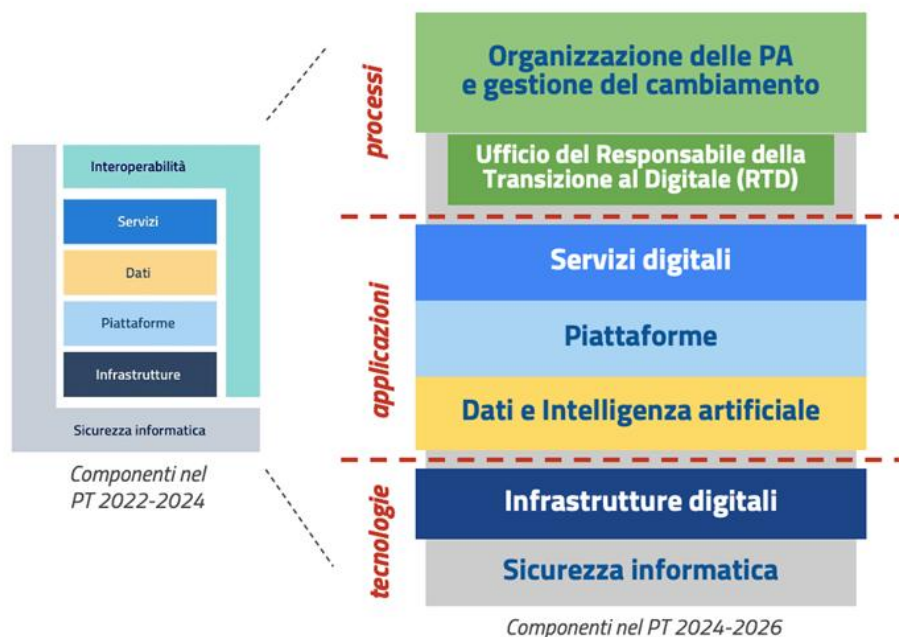 Interoperabilità
Servizi
Dati
Piattaforme
Infrastrutture
Sicurezza informatica
Componenti nel
PT 2022-2024
processi
Organizzazione delle PA
e gestione del cambiamento
Ufficio del Responsabile della
Transizione al Digitale (RTD)
applicazioni
Servizi digitali
Piattaforme
Dati e Intelligenza artificiale
tecnologie
Infrastrutture digitali
Sicurezza informatica
Componenti nel PT 2024-2026